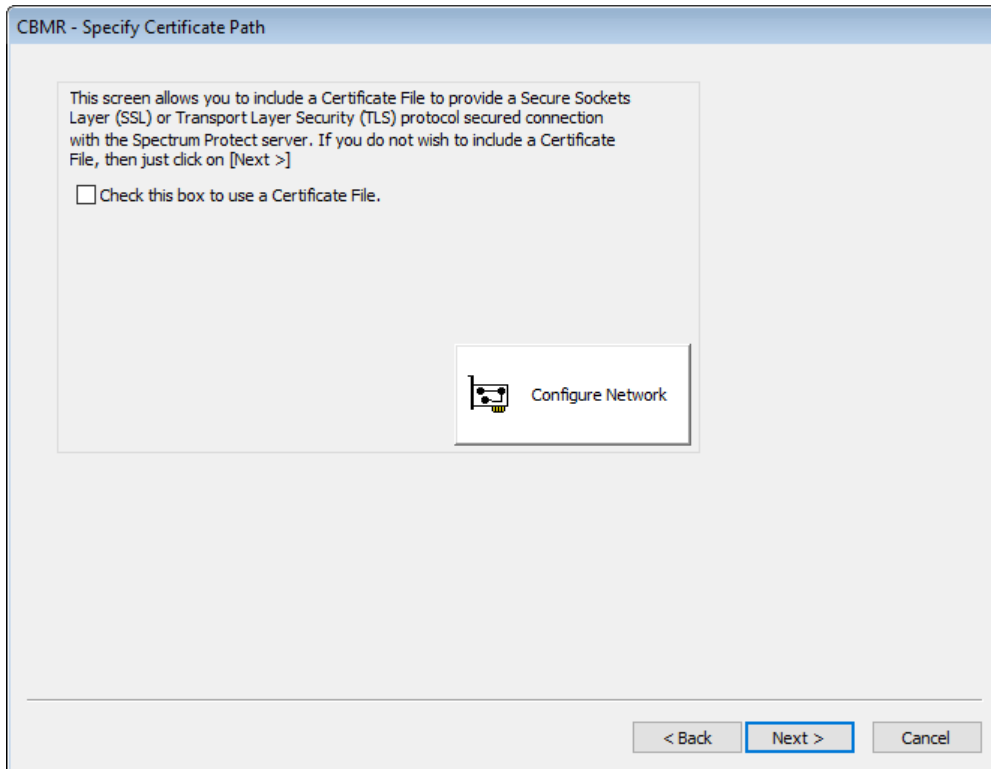 CBMR - Specify Certificate Path
This screen allows you to include a Certificate File to provide a Secure Sockets
Layer (SSL) or Transport Layer Security (TLS) protocol secured connection
with the Spectrum Protect server. If you do not wish to include a Certificate
File, then just click on [Next >]
Check this box to use a Certificate File.
Configure Network
< Back
Next >
Cancel